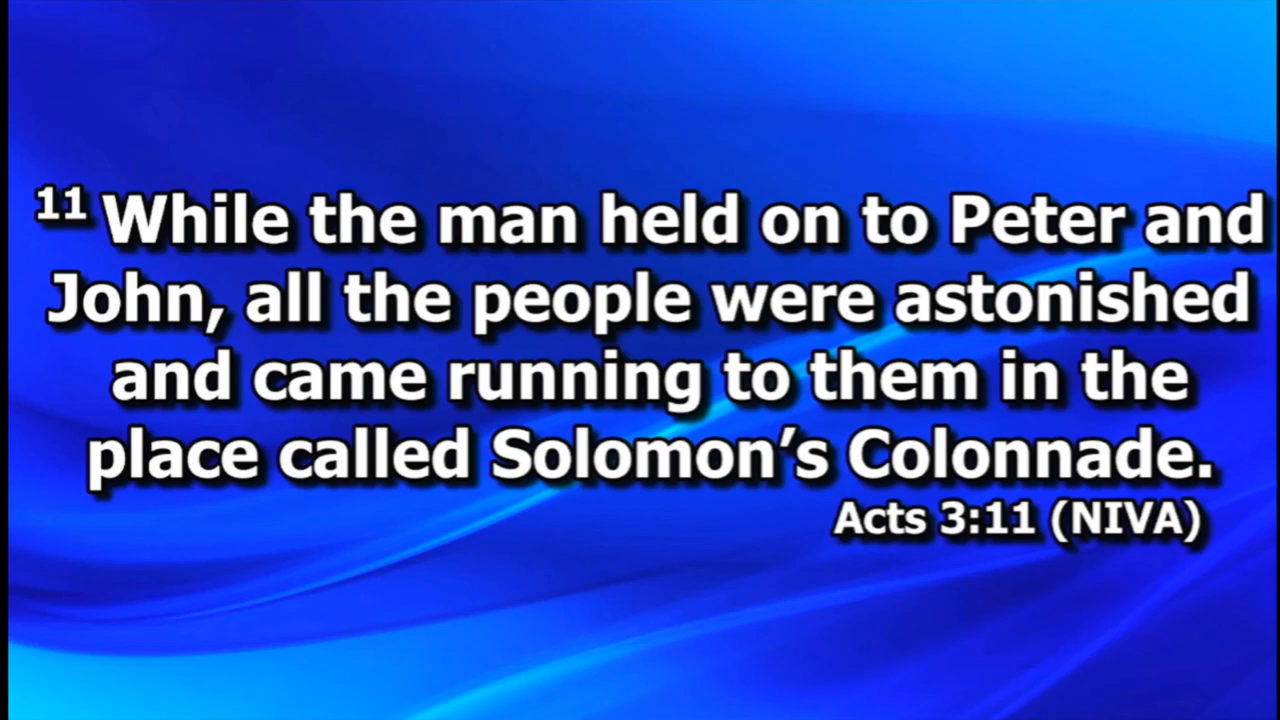 11 While the man held on to Peter and
John, all the people were astonished
and came running to them in the
place called Solomon’s Colonnade.
Acts 3:11 (NIVA)